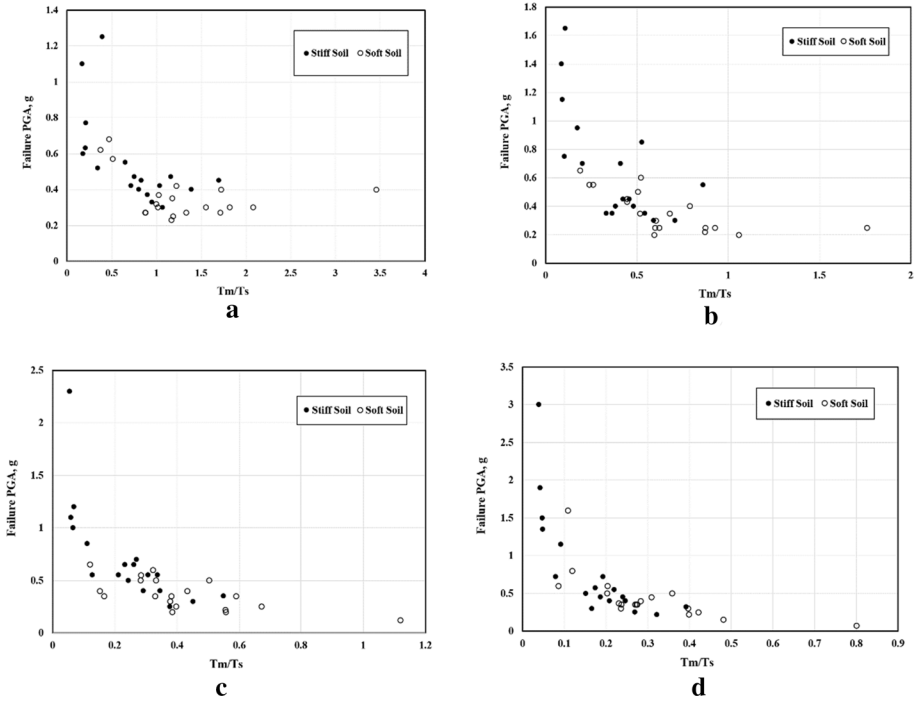 1.4
1.2
1
0.8
0.6
0.4
0.2
0
Failure PGA, g
Stiff Soil Soft Soil
0 0.5 1 1.5 2 2.5 3 3.5 4
Tm/Ts
a
1.8
1.6
1.4
1.2
1
0.8
0.6
0.4
0.2
0
Failure PGA, g
Stiff Soil Soft Soil
0 0.5 1 1.5 2
Tm/Ts
b
2.5
2
1.5
1
0.5
0
Failure PGA, g
Stiff Soil Soft Soil
0 0.2 0.4 0.6 0.8 1 1.2
Tm/Ts
c
3.5
3
2.5
2
1.5
1
0.5
0
Failure PGA, g
Stiff Soil Soft Soil
0 0.1 0.2 0.3 0.4 0.5 0.6 0.7 0.8 0.9
Tm/Ts
d